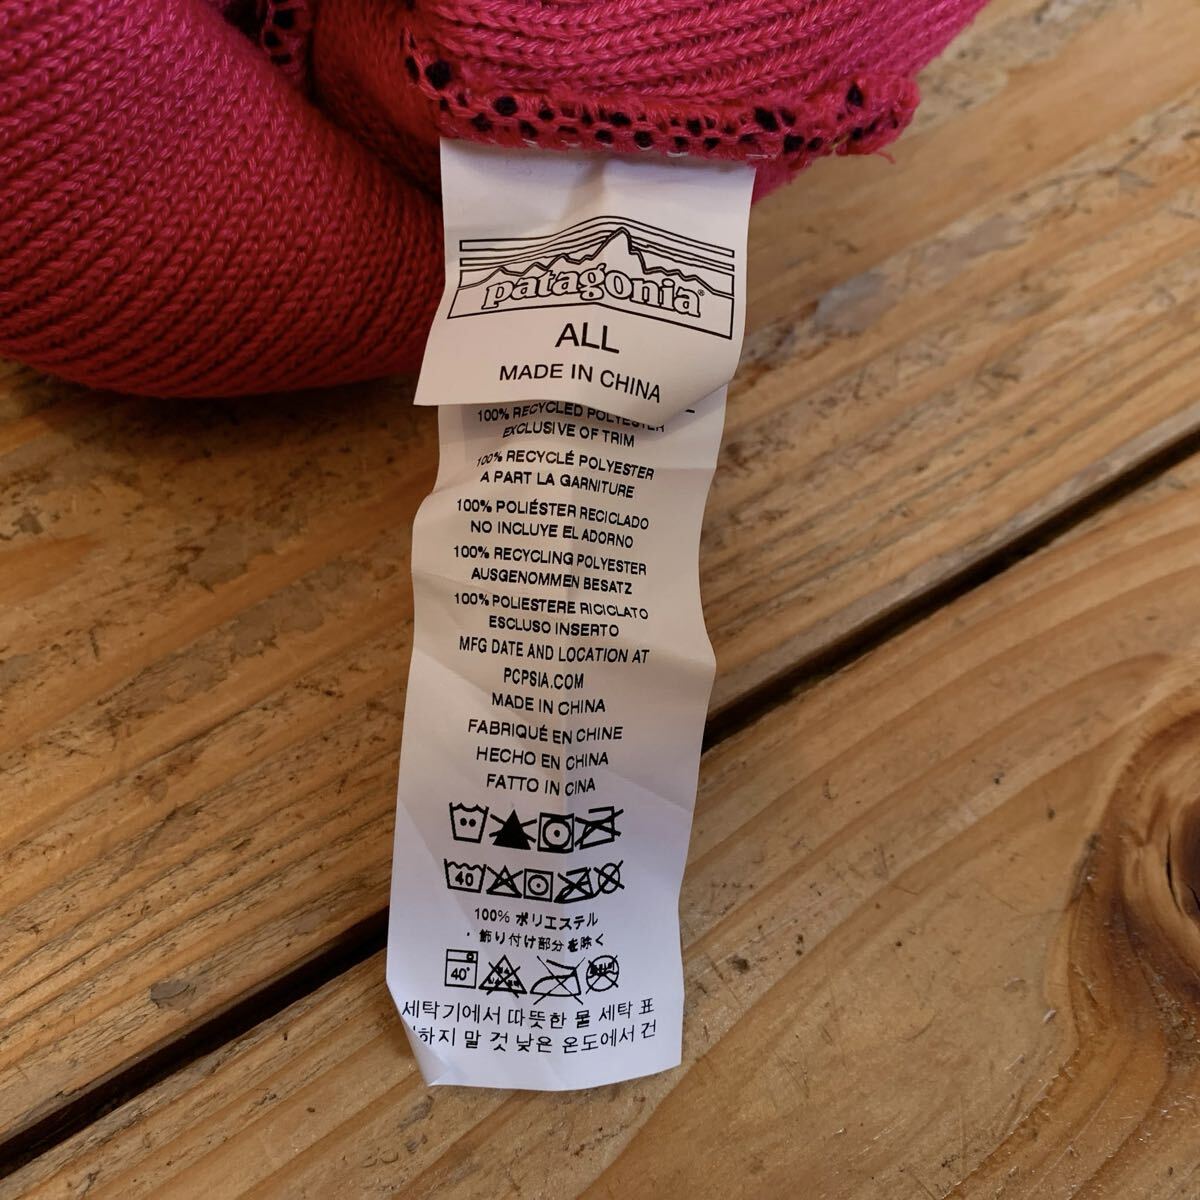 patagonia®
ALL
MADE IN CHINA
100% RECYCLED POLYESTER
EXCLUSIVE OF TRIM
100% RECYCLÉ POLYESTER
A PART LA GARNITURE
100% POLIÉSTER RECICLADO
NO INCLUYE EL ADORNO
100% RECYCLING POLYESTER
AUSGENOMMEN BESATZ
100% POLIESTERE RICICLATO
ESCLUSO INSERTO
MFG DATE AND LOCATION AT
PCPSIA.COM
MADE IN CHINA
FABRIQUÉ EN CHINE
HECHO EN CHINA
FATTO IN CINA
40
100% ポリエステル
飾り付け部分を除く
40°
세탁기에서 따뜻한 물 세탁 표
하지 말 것 낮은 온도에서 건